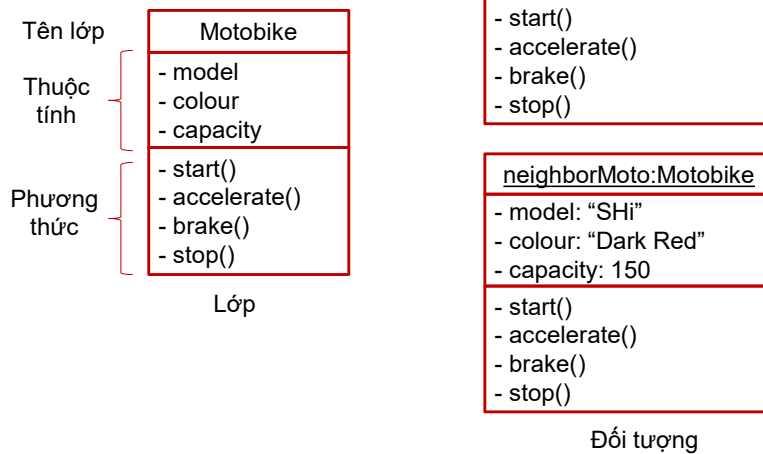 Tên lớp
Motobike
Thuộc
tính
- model
- colour
- capacity
Phương
thức
- start()
- accelerate()
- brake()
- stop()
Lớp
- start()
- accelerate()
- brake()
- stop()
neighborMoto:Motobike
- model: “SHi”
- colour: “Dark Red”
- capacity: 150
- start()
- accelerate()
- brake()
- stop()
Đối tượng